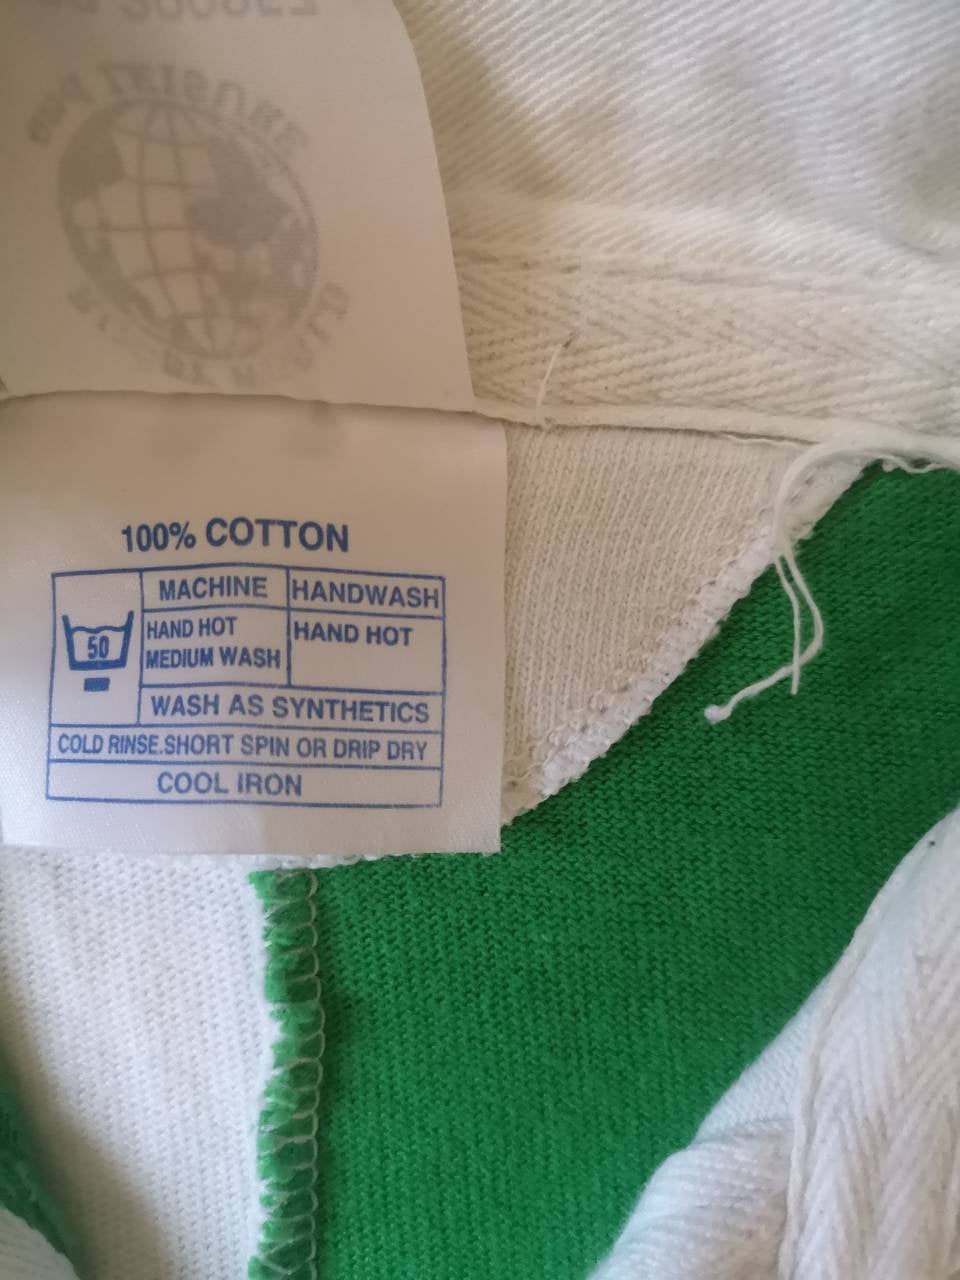 100% COTTON
MACHINE HANDWASH
50
HAND HOT HAND HOT
MEDIUM WASH
WASH AS SYNTHETICS
COLD RINSE.SHORT SPIN OR DRIP DRY
COOL IRON